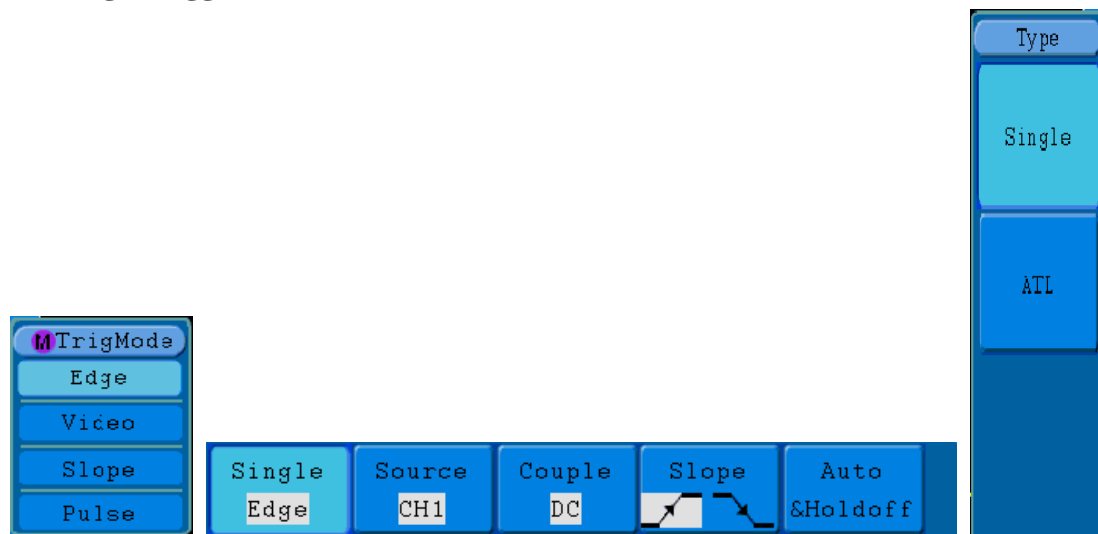 Type
Single
ATL
M TrigMode
Edge
Video
Slope
Pulse
Single Source Couple Slope Auto
Edge CH1 DC &Holdoff